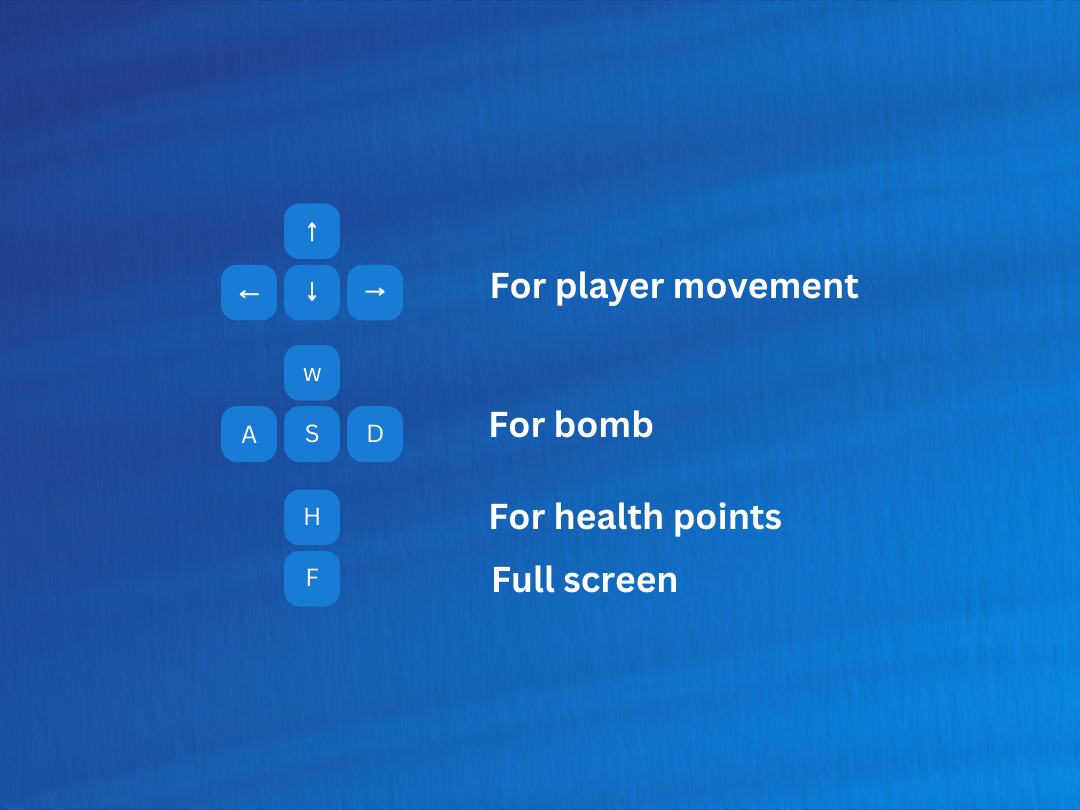 ↑
← ↓ →
For player movement
w
A S D
For bomb
H
For health points
F
Full screen